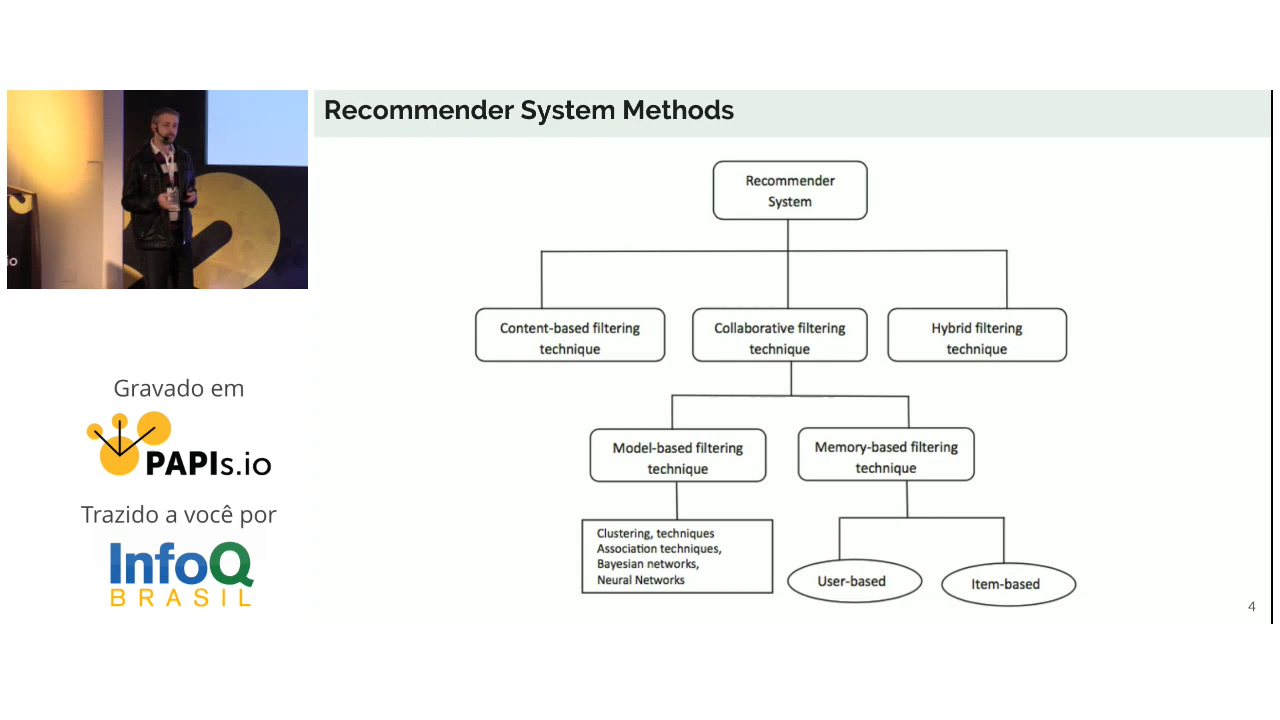 Recommender System Methods
Recommender
System
Content-based filtering
technique
Collaborative filtering
technique
Hybrid filtering
technique
Model-based filtering
technique
Memory-based filtering
technique
Clustering, techniques
Association techniques,
Bayesian networks,
Neural Networks
User-based
Item-based
4
io
Gravado em
PAPIs.io
Trazido a você por
InfoQ
BRASIL